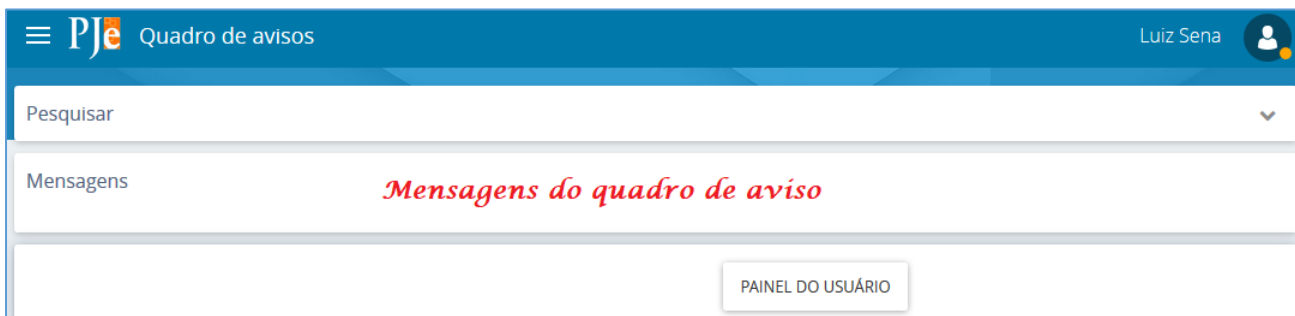 PJe Quadro de avisos Luiz Sena
Pesquisar
Mensagens Mensagens do quadro de aviso
PAINEL DO USUÁRIO